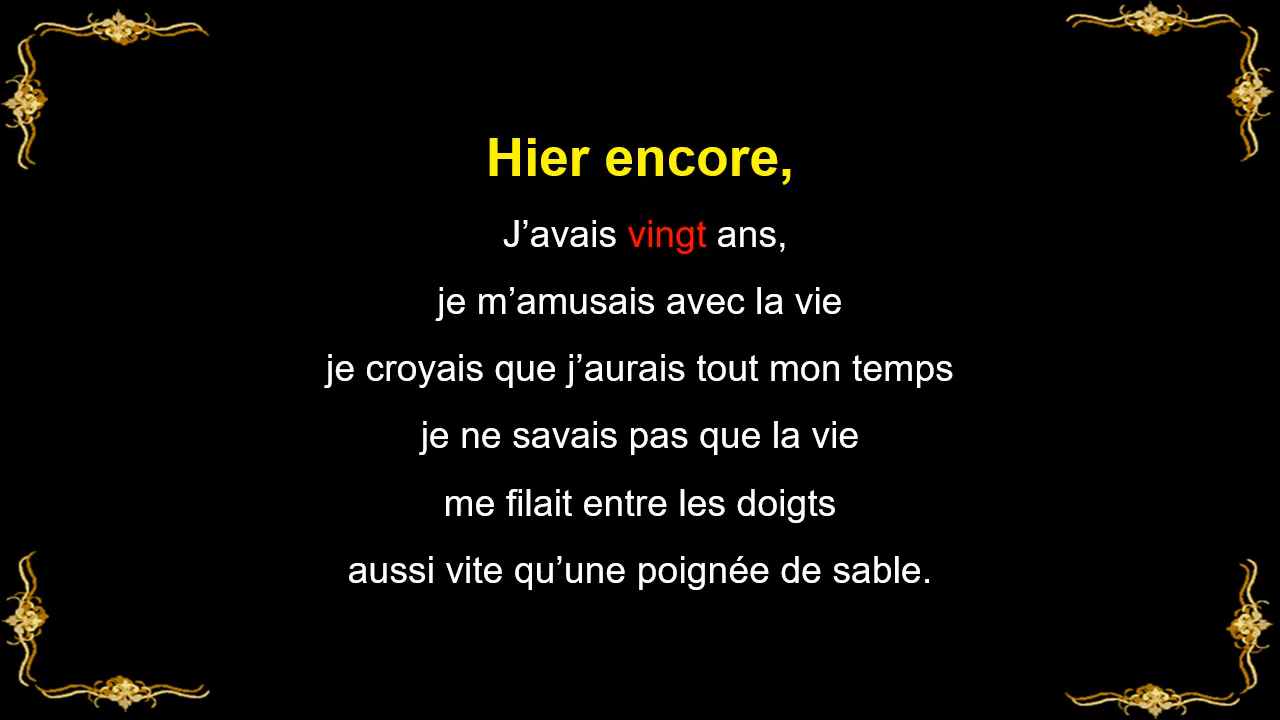 Hier encore,
J’avais vingt ans,
je m’amusais avec la vie
je croyais que j’aurais tout mon temps
je ne savais pas que la vie
me filait entre les doigts
aussi vite qu’une poignée de sable.